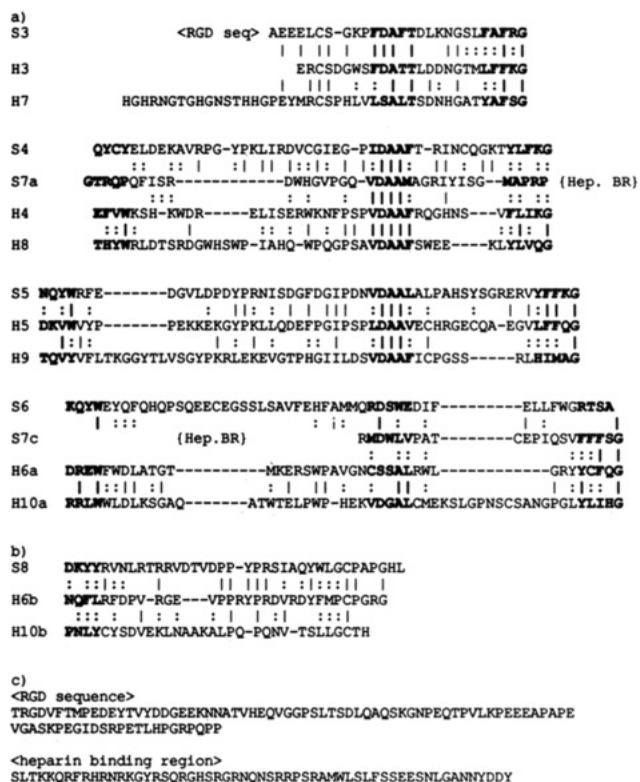 a)
S3 <RGD seq> AEEELCS-GKPFDAFTDLKNGSLFAFRG
H3 ERCSDGWSFDATTLDDNGTMLFFKG
H7 HGHRNGTGHGNSTHHGPEYMRCSPHLVLSALTSDNHGATYAFSG
S4 QYCYELDEKAVRPG-YPKLIRDVCGIEG-PIDAAFT-RINCQGKTYLFKG
S7a GTRQPQFISR-----------DWHGVPGQ-VDAAMAGRIYISG---MAPRP {Hep. BR}
H4 EFVWKSH-KWDR-----ELISERWKNFPSPVDAAFRQGHNS--VFLIKG
H8 THYWRLDTSRDGWHSWP-IAHQ-WPQGPSAVDAAFSWEE----KLYLVQG
S5 NQYWRFE-------DGVLDPDYPRNISDGFDGIPDNVDAALALPAHSYSGRERVYFFKG
H5 DKVWVYP-------PEKKEKGYPKLLQDEFPGIPSPLDAAVECHRGECQA-EGVLFFQG
H9 TQVYVFLTKGGYTLVSGYPKRLEKEVGTPHGIILDSVDAAFICPGSS-----RLHIMAG
S6 KQYWEYQFQHQPSQEECEGSSLSAVFEHFAMMQRDSWEDIF----------ELLFWGRTSA
S7c {Hep.BR} RMDWLVPAT-------CEPIQSVFFFSG
H6a DREWFWDLATGT---------MKERSWPAVGNCSSALRWL----------GRYYCFQG
H10a RRLWWLDLKSGAQ---------ATWTELPWP-HEKVDGALCMEKSLGPNSCSANGPGLYLIHG
b)
S8 DKYYRVNLRTRRVDTVDPP-YPRSIAQYWLGCPAPGHL
H6b NQFLRFDPV-RGE---VPPRYPRDVRDYFMPCPGRG
H10b PNLYCYSDVEKLNAAKALPQ-PQNV-TSLLGCTH
c)
<RGD sequence>
TRGDVFTMPEDEYTVYDDGEEKNNATVHEQVGGPSLTSDLQAQSKGNPEQTPVLKPEEEAPAPE
VGASKPEGIDSRPETLHPGRPQPP
<heparin binding region>
SLTKKQRFRHRNRKGYRSQRGHSRGRNQNSRRPSRAMWLSLFSSEESNLGANNYDDY